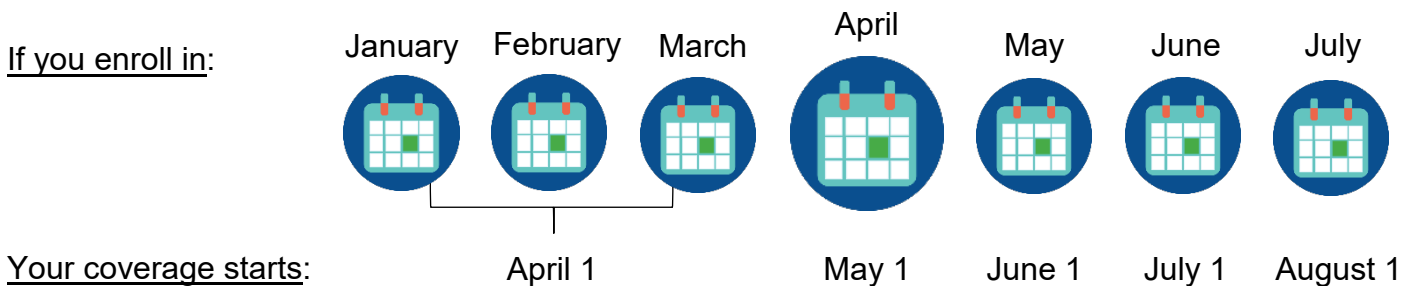 If you enroll in: January February March April May June July
Your coverage starts: April 1 May 1 June 1 July 1 August 1